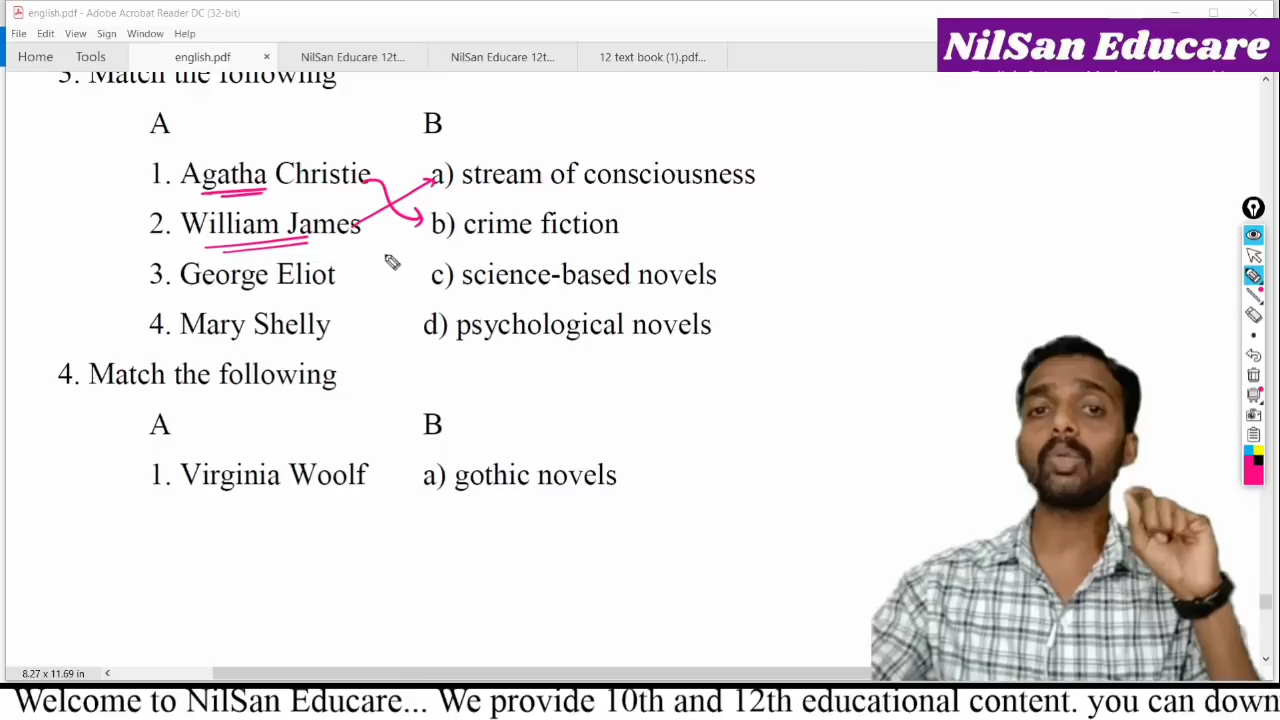 english.pdf - Adobe Acrobat Reader DC (32-bit)
File Edit View Sign Window Help
Home Tools english.pdf × NilSan Educare 12t... NilSan Educare 12t... 12 text book (1).pdf...
NilSan Educare
3. Match the following
A B
1. Agatha Christie a) stream of consciousness
2. William James b) crime fiction
3. George Eliot c) science-based novels
4. Mary Shelly d) psychological novels
4. Match the following
A B
1. Virginia Woolf a) gothic novels
8.27 x 11.69 in
Welcome to NilSan Educare... We provide 10th and 12th educational content. you can down